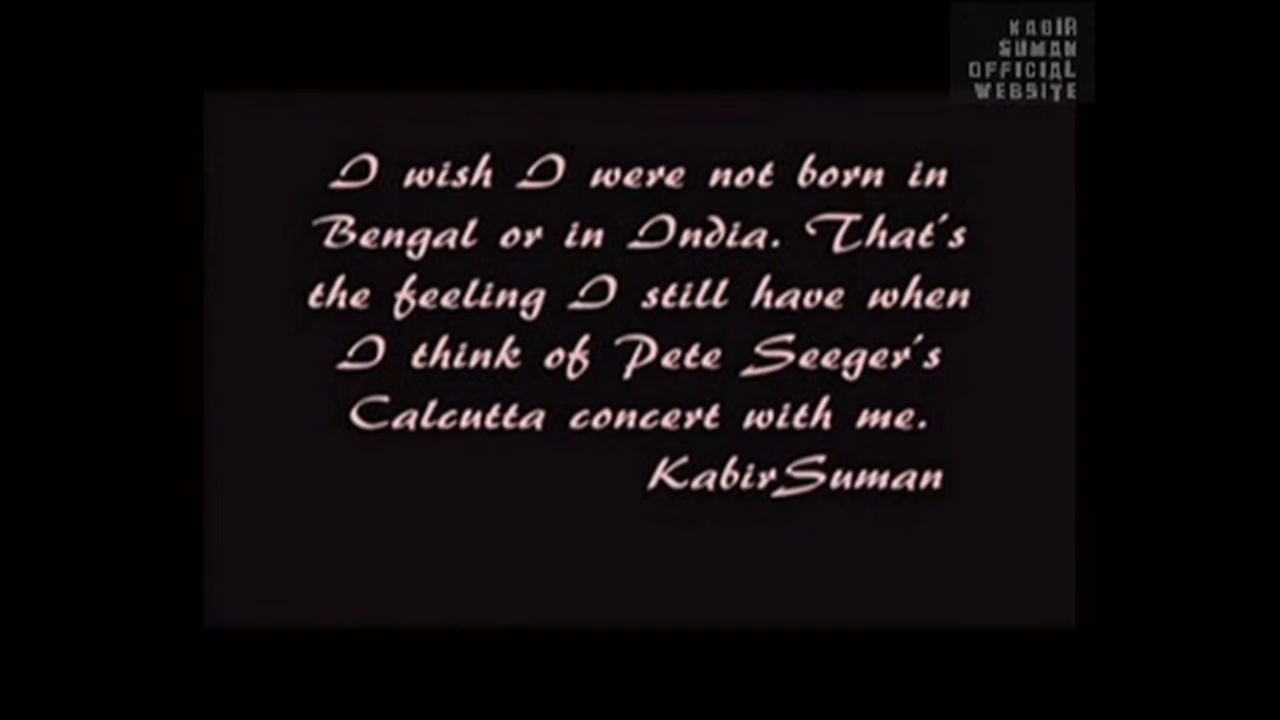 KABIR
SUMAN
OFFICIAL
WEBSITE
I wish I were not born in
Bengal or in India. That's
the feeling I still have when
I think of Pete Seeger's
Calcutta concert with me.
KabirSuman